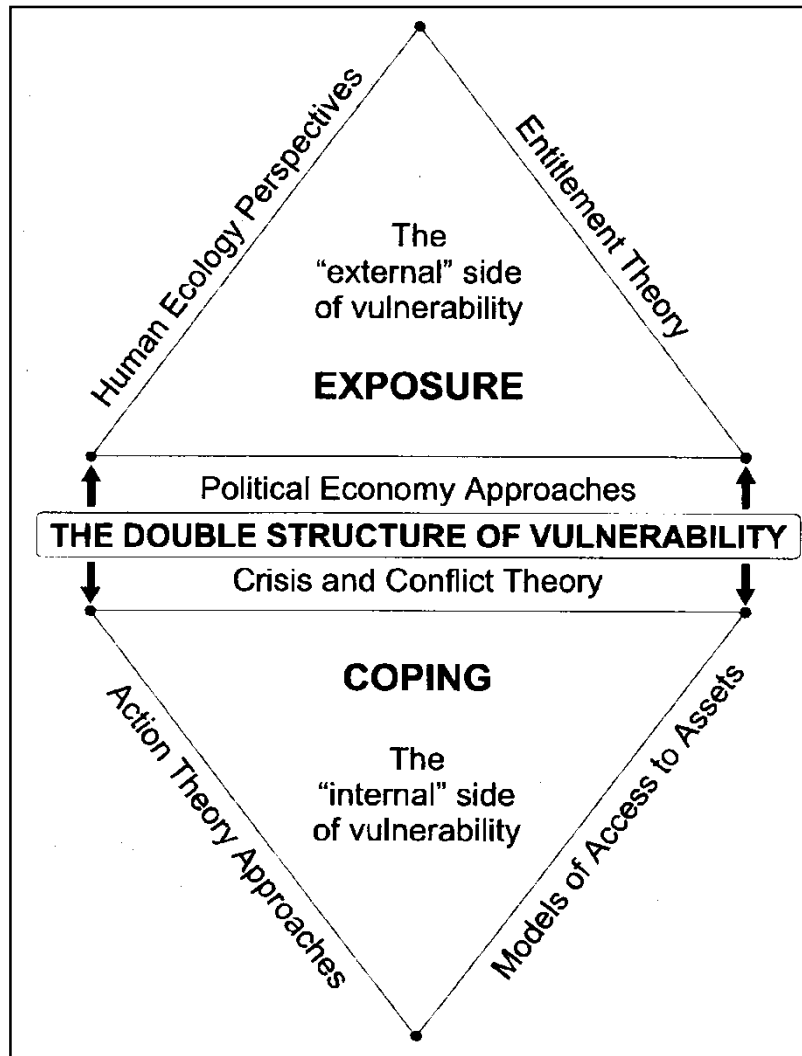 Human Ecology Perspectives
Entitlement Theory
The
“external” side
of vulnerability
EXPOSURE
Political Economy Approaches
THE DOUBLE STRUCTURE OF VULNERABILITY
Crisis and Conflict Theory
COPING
The
“internal” side
of vulnerability
Action Theory Approaches
Models of Access to Assets